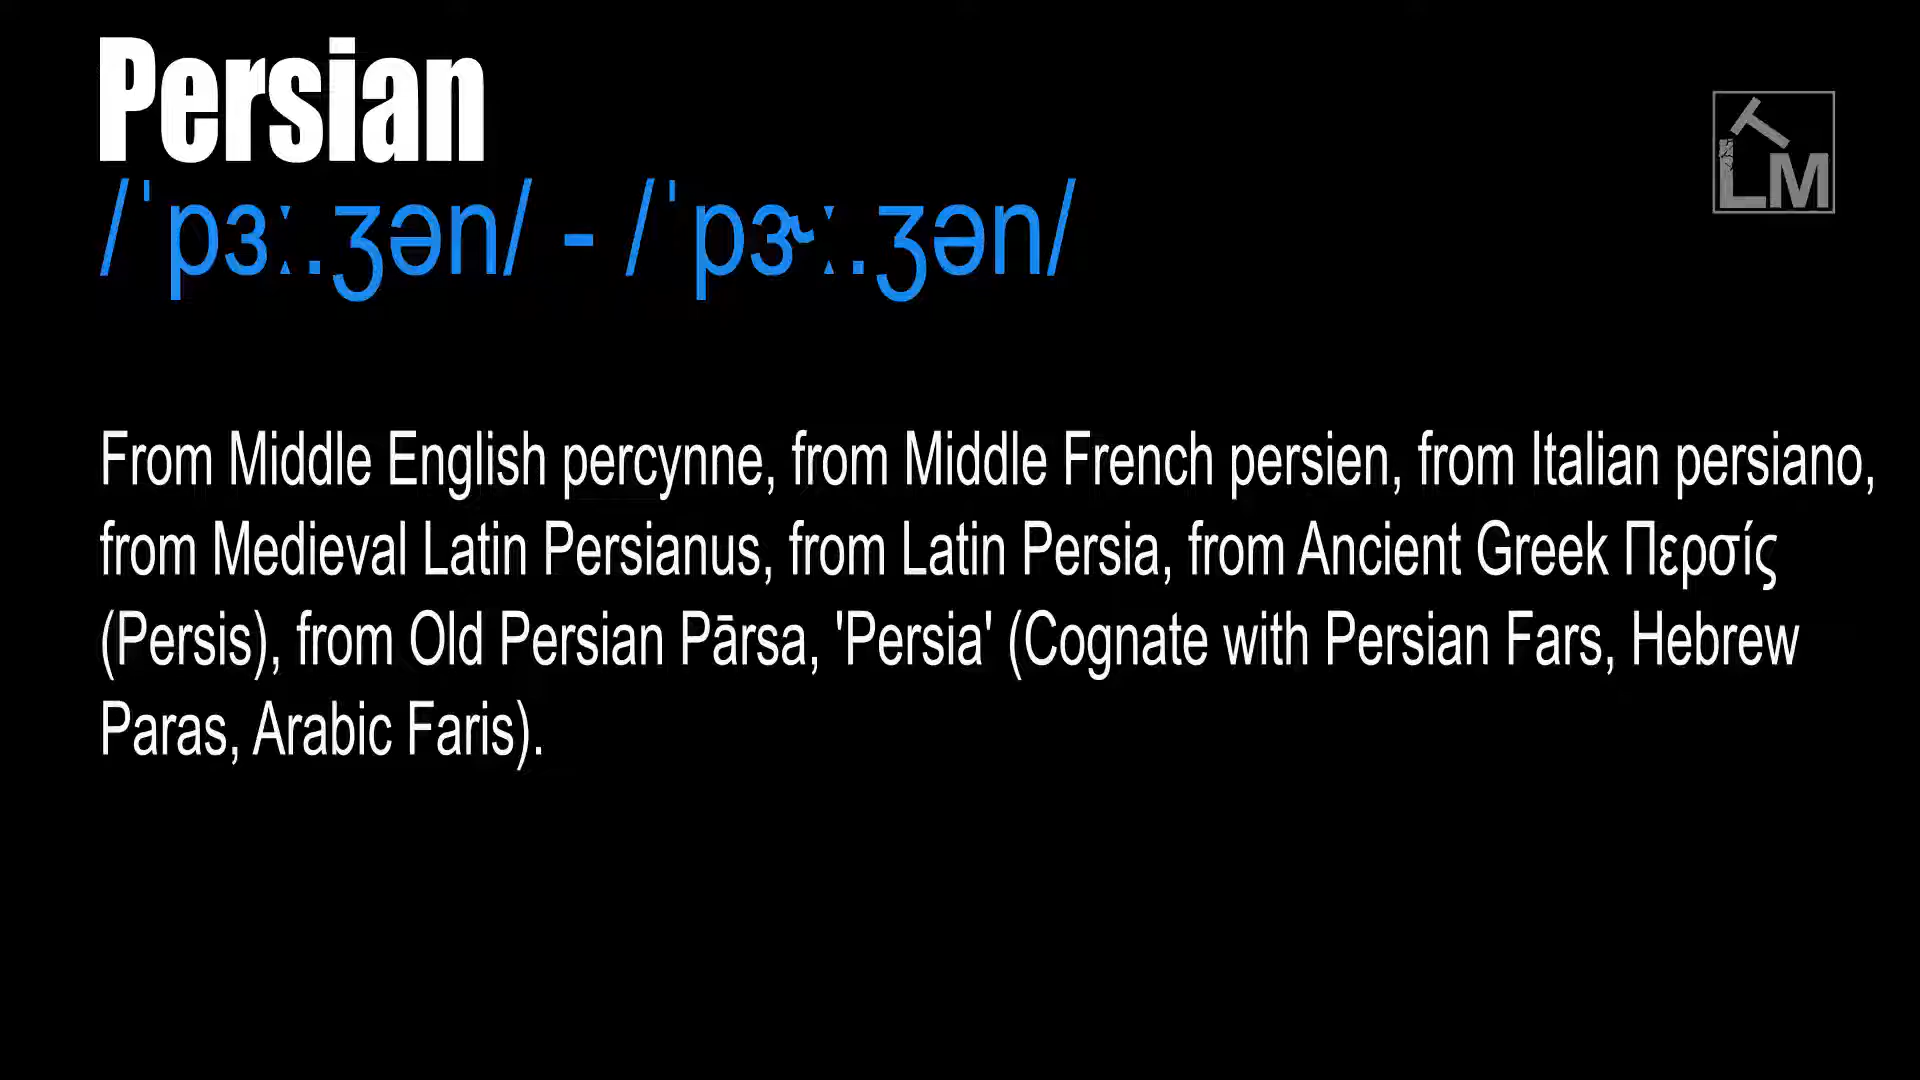 Persian
/ˈpɜː.ʒən/ - /ˈpɝː.ʒən/
LTM
From Middle English percynne, from Middle French persien, from Italian persiano,
from Medieval Latin Persianus, from Latin Persia, from Ancient Greek Περσίς
(Persis), from Old Persian Pārsa, 'Persia' (Cognate with Persian Fars, Hebrew
Paras, Arabic Faris).